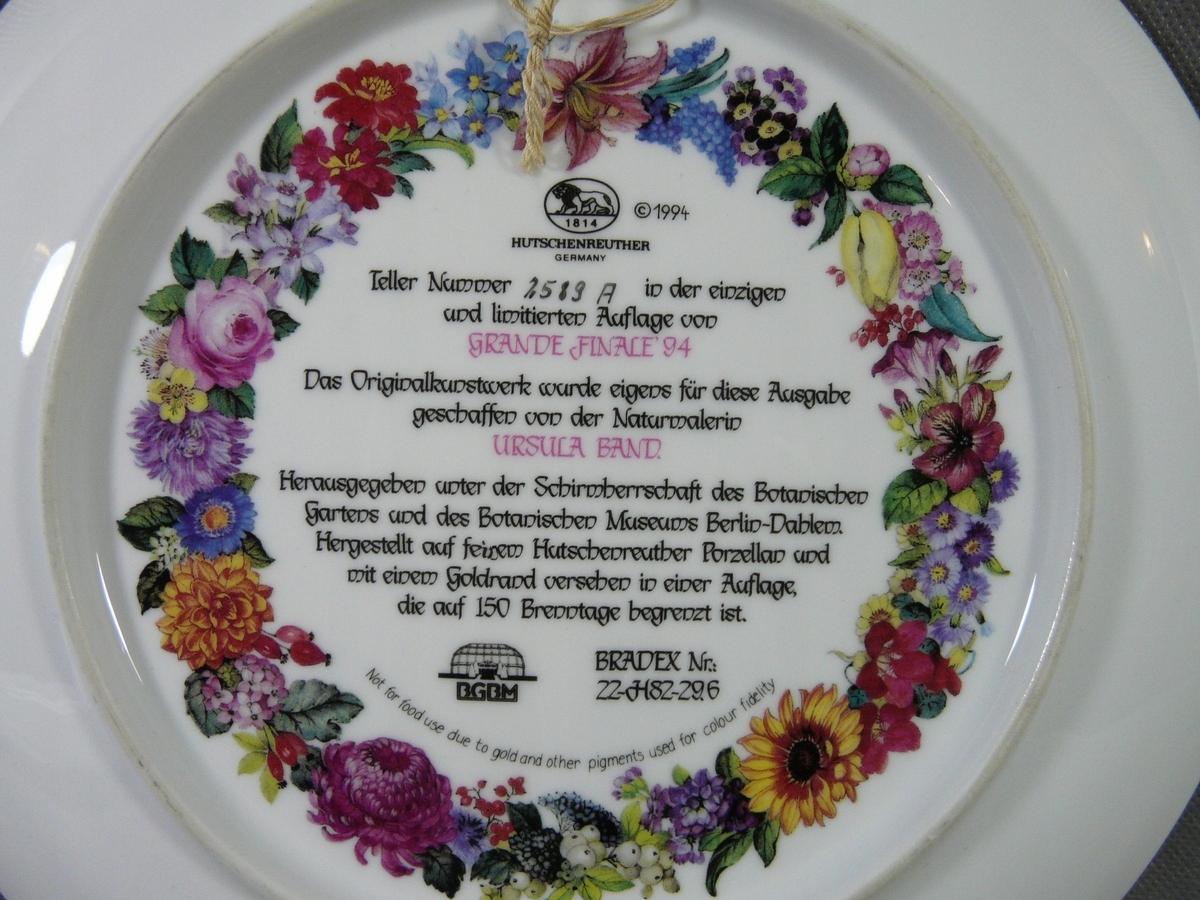 1814
©1994
HUTSCHENREUTHER
GERMANY
Teller Nummer 2589 A in der einzigen
und limitierten Auflage von
GRANDE FINALE '94
Das Originalkunstwerk wurde eigens für diese Ausgabe
geschaffen von der Naturmalerin
URSULA BAND.
Herausgegeben unter der Schirmherrschaft des Botanischen
Gartens und des Botanischen Museums Berlin-Dahlem.
Hergestellt auf feinem Hutschenreuther Porzellan und
mit einem Goldrand versehen in einer Auflage,
die auf 150 Brenntage begrenzt ist.
BGBM
BRADEX Nr.:
22-H82-29.6
Not for food use due to gold and other pigments used for colour fidelity